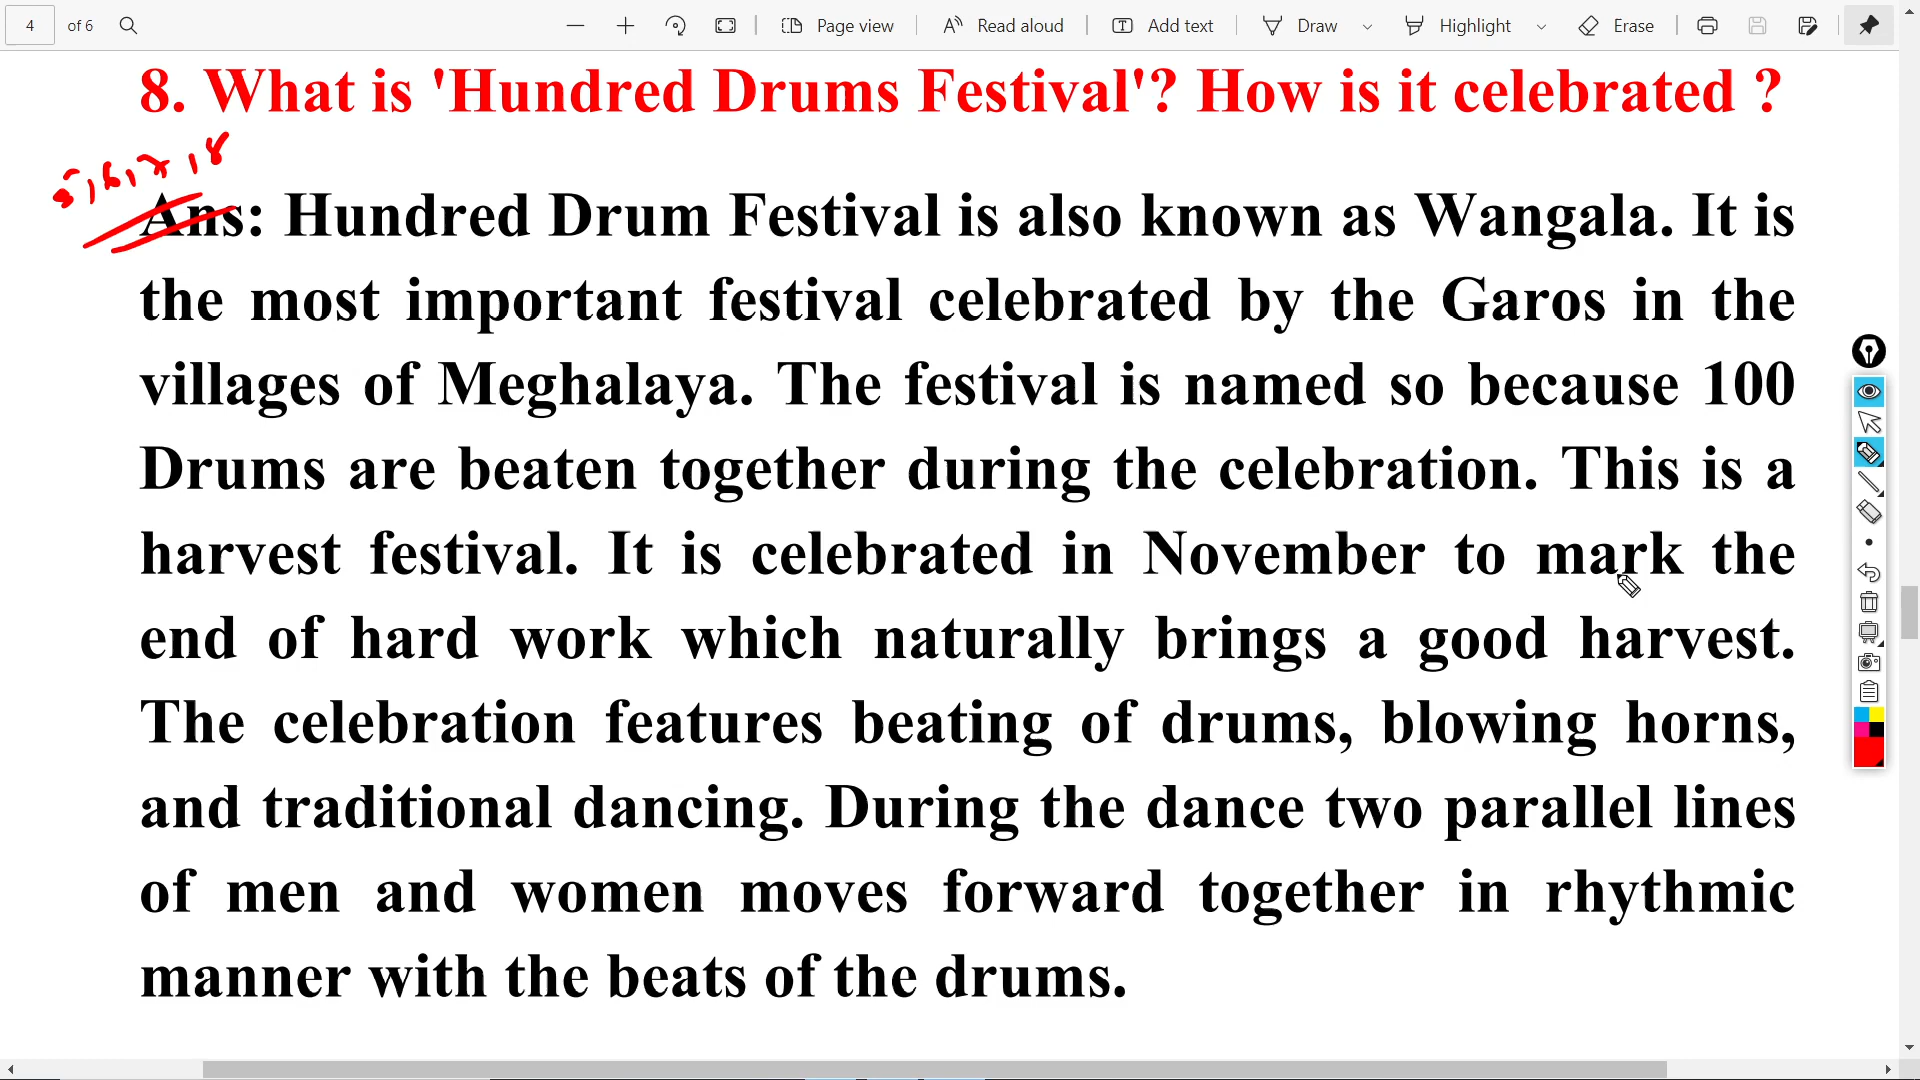 4 of 6 Page view Read aloud Add text Draw Highlight Erase
8. What is 'Hundred Drums Festival'? How is it celebrated ?
5, 6, 7, 8
Ans: Hundred Drum Festival is also known as Wangala. It is
the most important festival celebrated by the Garos in the
villages of Meghalaya. The festival is named so because 100
Drums are beaten together during the celebration. This is a
harvest festival. It is celebrated in November to mark the
end of hard work which naturally brings a good harvest.
The celebration features beating of drums, blowing horns,
and traditional dancing. During the dance two parallel lines
of men and women moves forward together in rhythmic
manner with the beats of the drums.